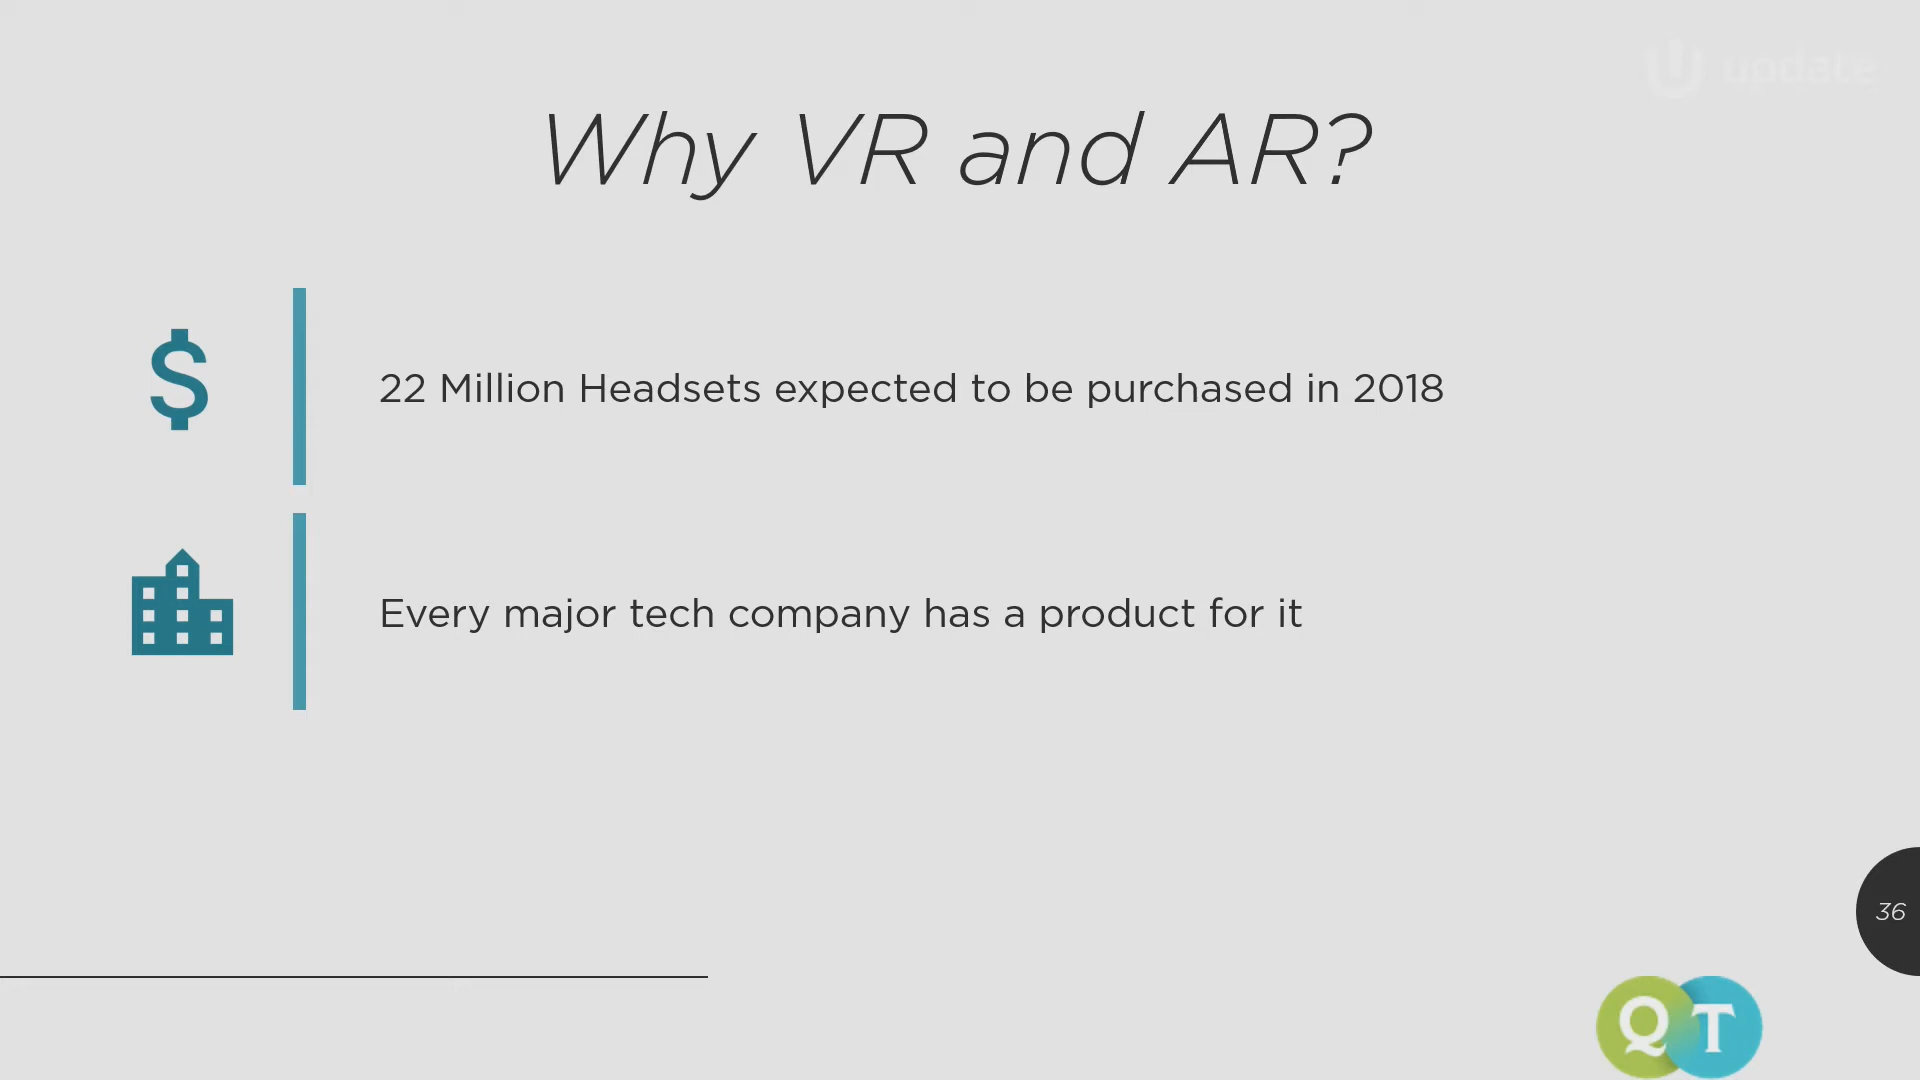 update
Why VR and AR?
$
22 Million Headsets expected to be purchased in 2018
Every major tech company has a product for it
36
QT